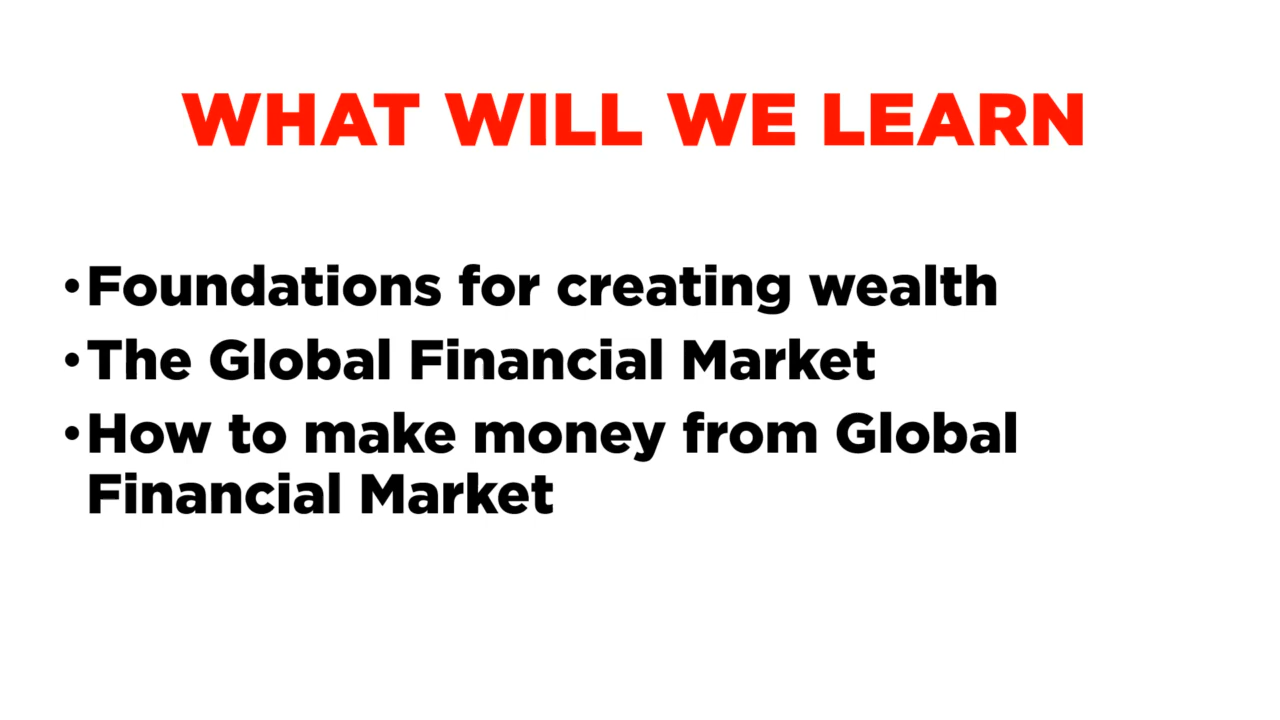 WHAT WILL WE LEARN
•Foundations for creating wealth
•The Global Financial Market
•How to make money from Global
Financial Market